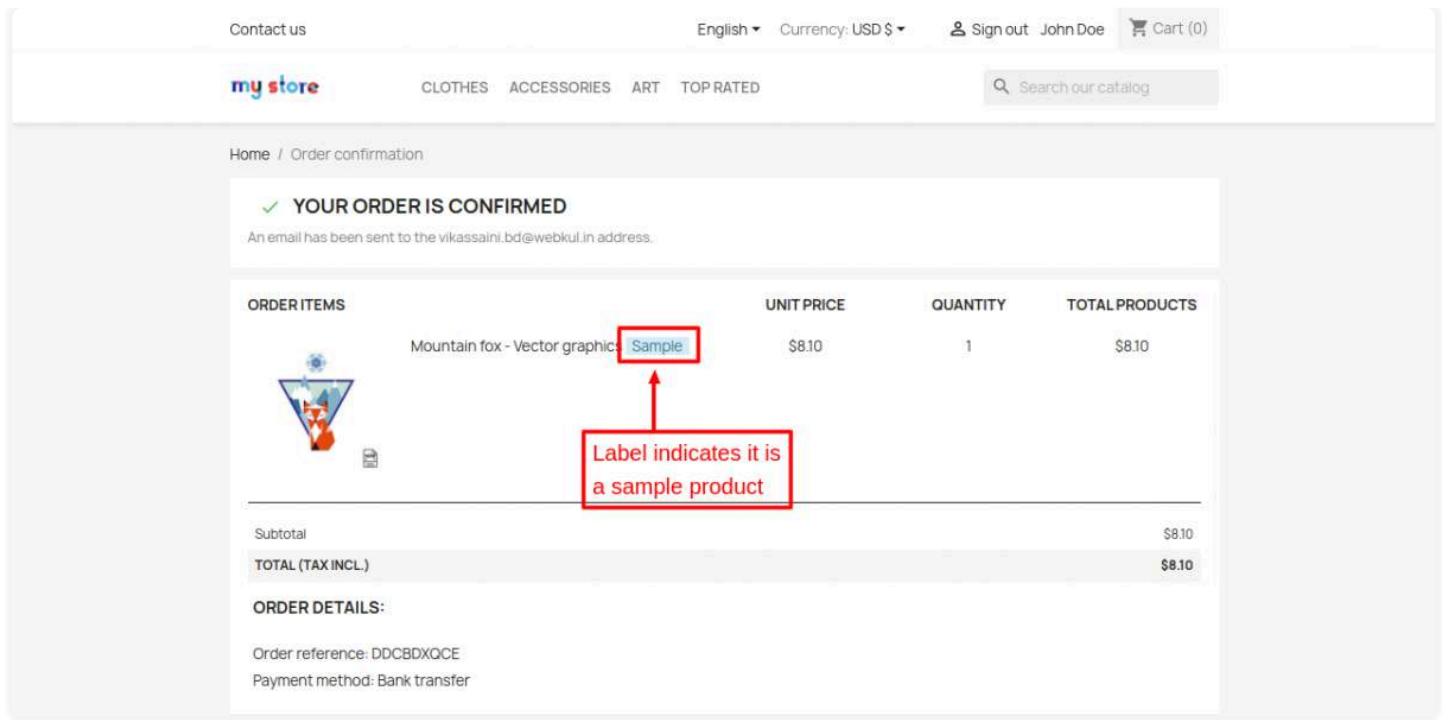 Contact us English Currency: USD $ Sign out John Doe Cart (0)
my store CLOTHES ACCESSORIES ART TOP RATED Search our catalog
Home / Order confirmation
YOUR ORDER IS CONFIRMED
An email has been sent to the vikassaini.bd@webkul.in address.
ORDER ITEMS UNIT PRICE QUANTITY TOTAL PRODUCTS
Mountain fox - Vector graphics Sample $8.10 1 $8.10
Label indicates it is
a sample product
Subtotal $8.10
TOTAL (TAX INCL.) $8.10
ORDER DETAILS:
Order reference: DDCBDXQCE
Payment method: Bank transfer